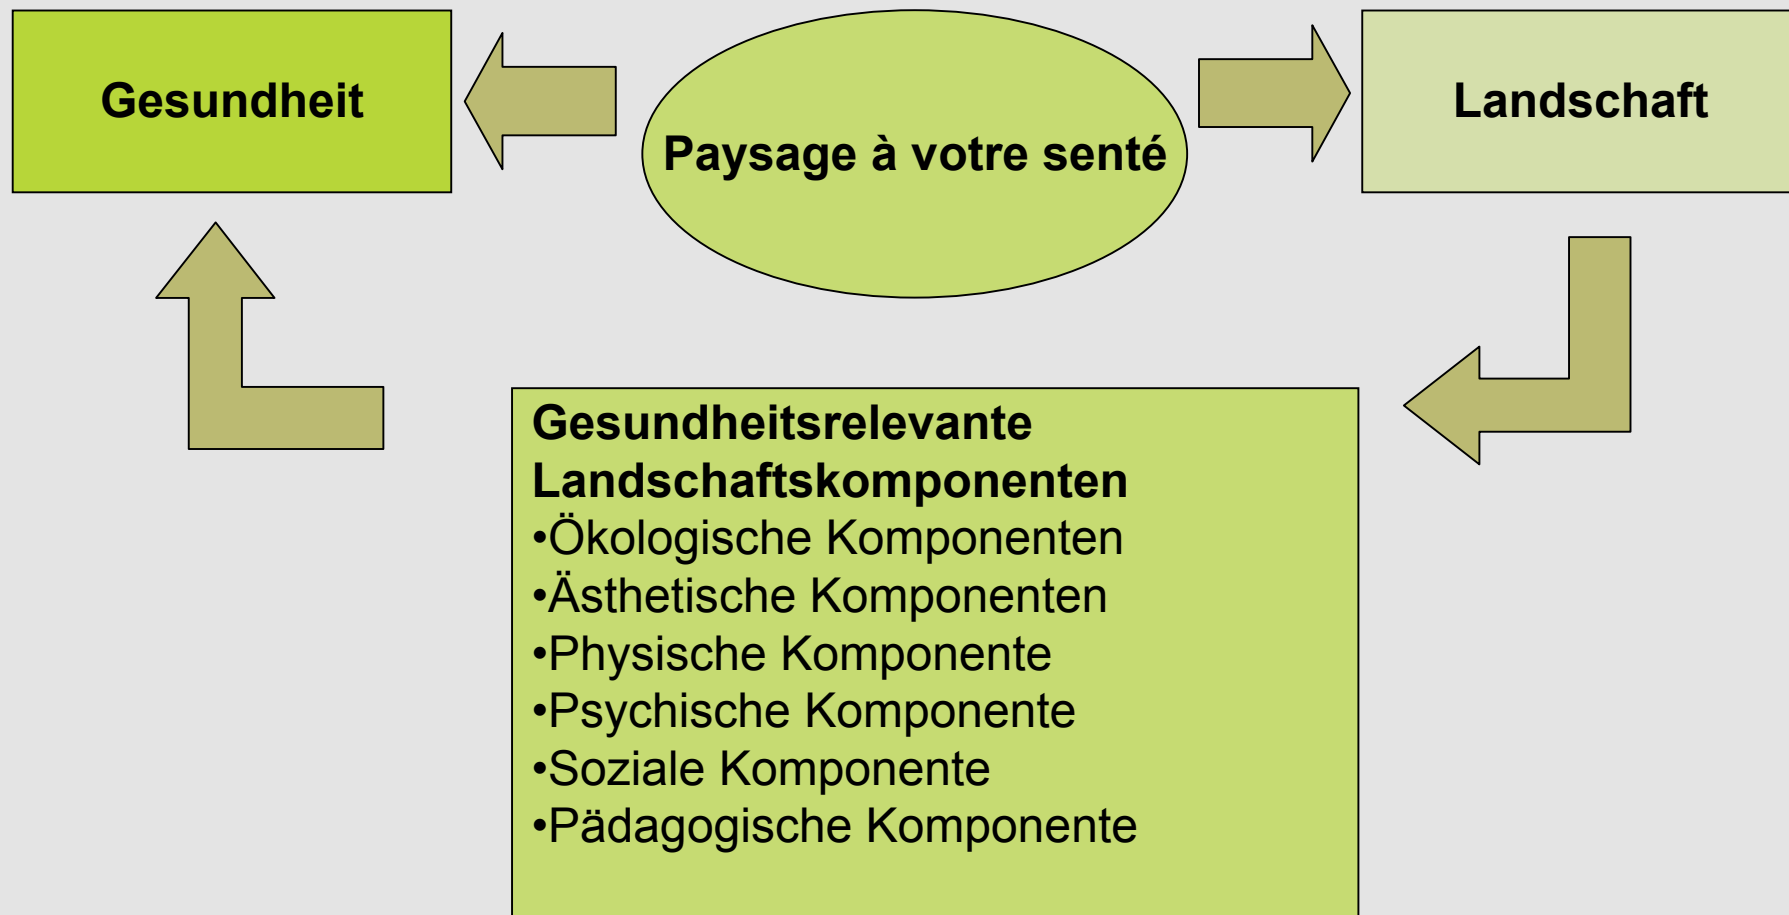 Gesundheit
Paysage à votre senté
Landschaft
Gesundheitsrelevante
Landschaftskomponenten
•Ökologische Komponenten
•Ästhetische Komponenten
•Physische Komponente
•Psychische Komponente
•Soziale Komponente
•Pädagogische Komponente